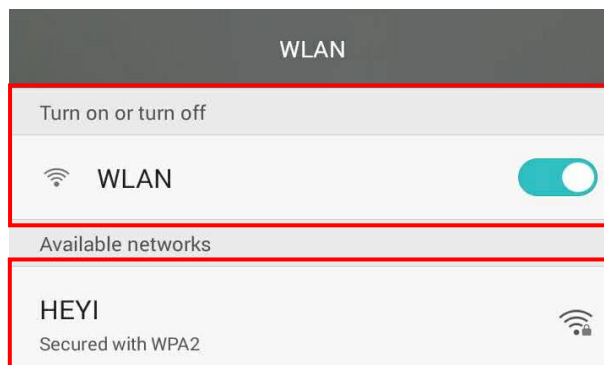 WLAN
Turn on or turn off
WLAN
Available networks
HEYI
Secured with WPA2